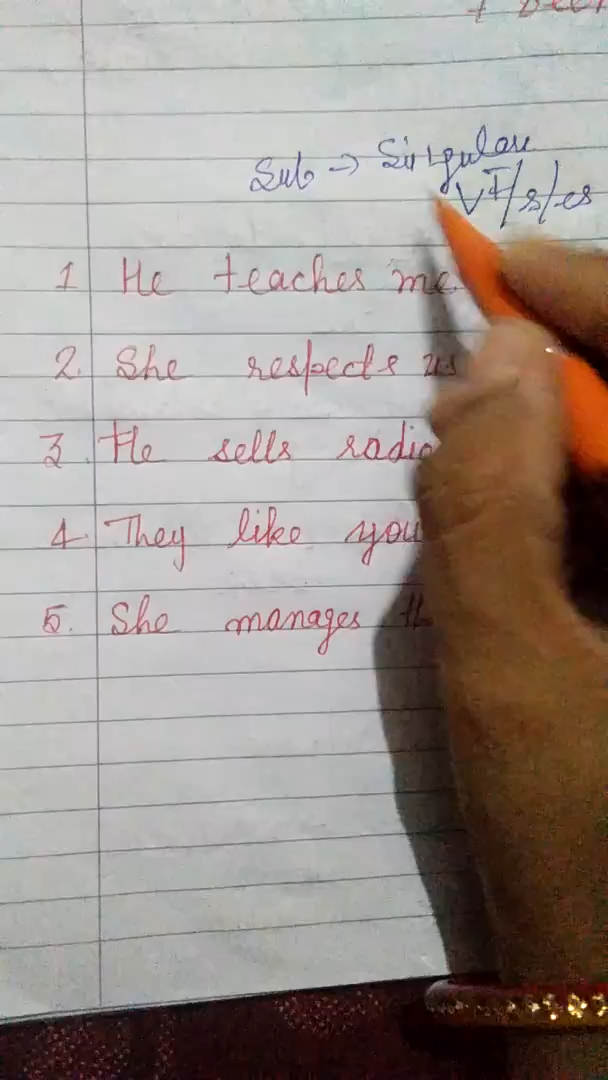 Sub → Singular
V I/s/es
1 He teaches me.
2. She respects us
3. He sells
4. They like you
5. She manages